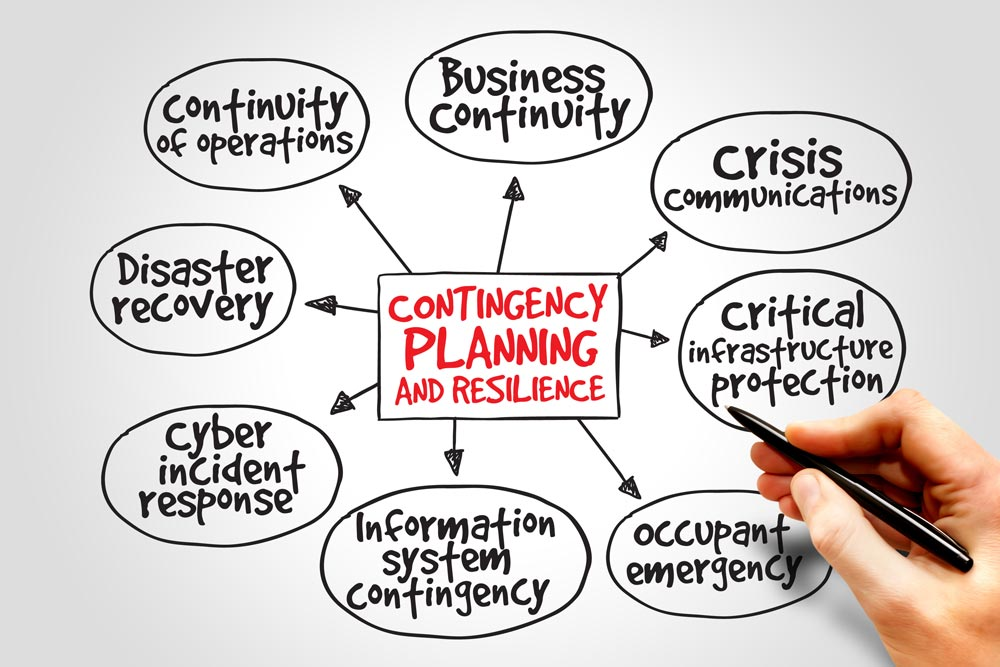 Business
continuity
continuity
of operations
crisis
communications
Disaster
recovery
CONTINGENCY
PLANNING
AND RESILIENCE
critical
infrastructure
protection
cyber
incident
response
Information
system
contingency
occupant
emergency